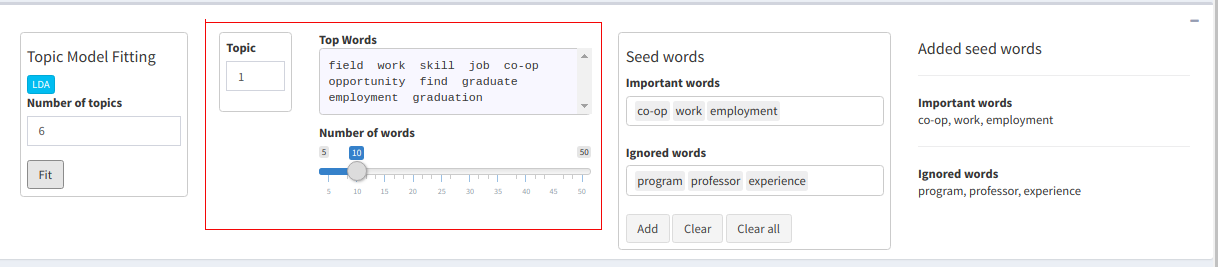 Topic Model Fitting
LDA
Number of topics
6
Fit
Topic
1
Top Words
field work skill job co-op
opportunity find graduate
employment graduation
Number of words
5 10 50
5 10 15 20 25 30 35 40 45 50
Seed words
Important words
co-op work employment
Ignored words
program professor experience
Add Clear Clear all
Added seed words
Important words
co-op, work, employment
Ignored words
program, professor, experience